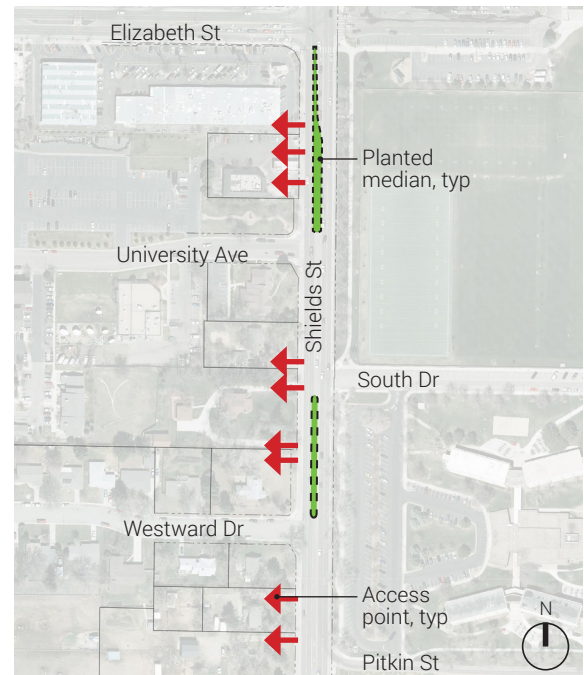 Elizabeth St
Planted
median, typ
University Ave
Shields St
South Dr
Westward Dr
Access
point, typ
N
Pitkin St